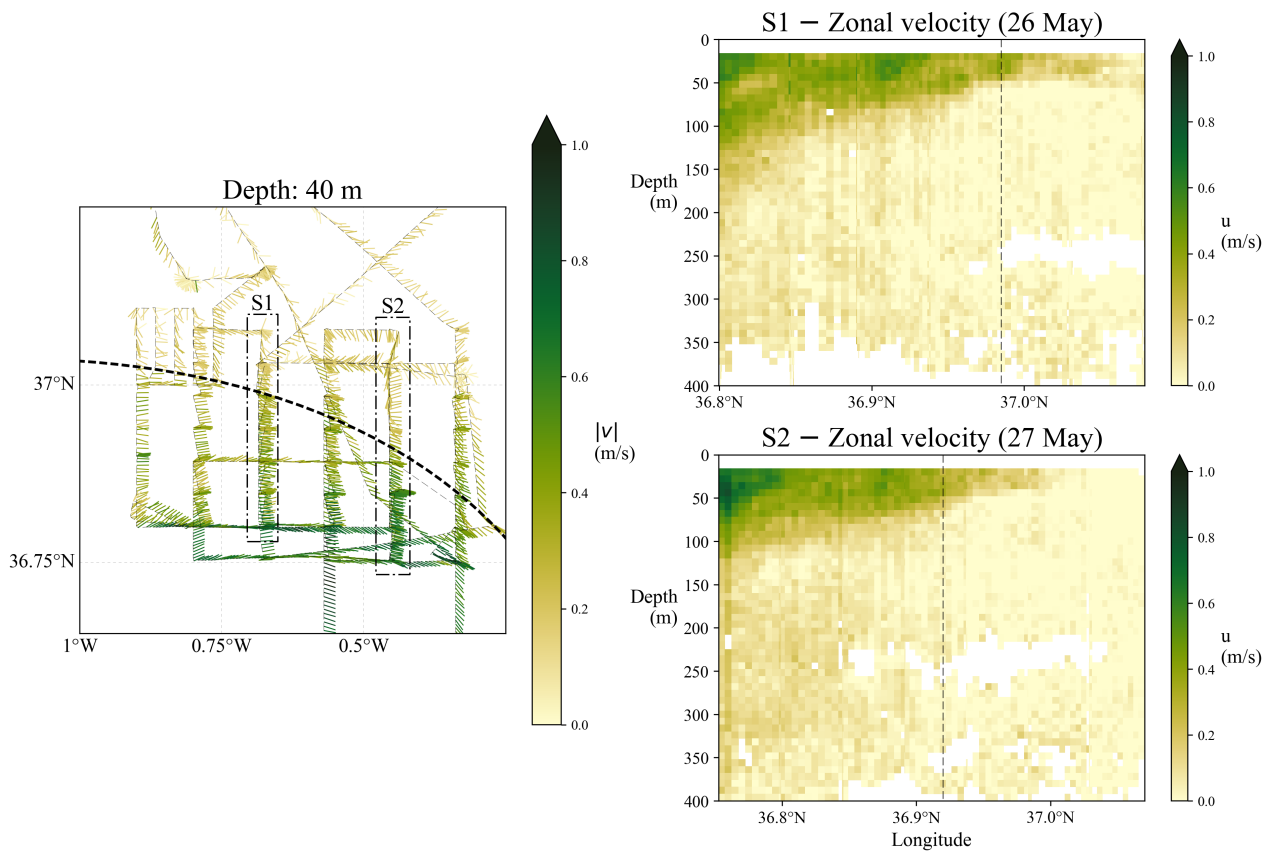 Depth: 40 m
S1
S2
37°N
36.75°N
1°W
0.75°W
0.5°W
1.0
0.8
0.6
0.4
0.2
0.0
|v|
(m/s)
S1 − Zonal velocity (26 May)
0
50
100
150
200
250
300
350
400
Depth
(m)
36.8°N
36.9°N
37.0°N
1.0
0.8
0.6
0.4
0.2
0.0
u
(m/s)
S2 − Zonal velocity (27 May)
0
50
100
150
200
250
300
350
400
Depth
(m)
36.8°N
36.9°N
37.0°N
Longitude
1.0
0.8
0.6
0.4
0.2
0.0
u
(m/s)